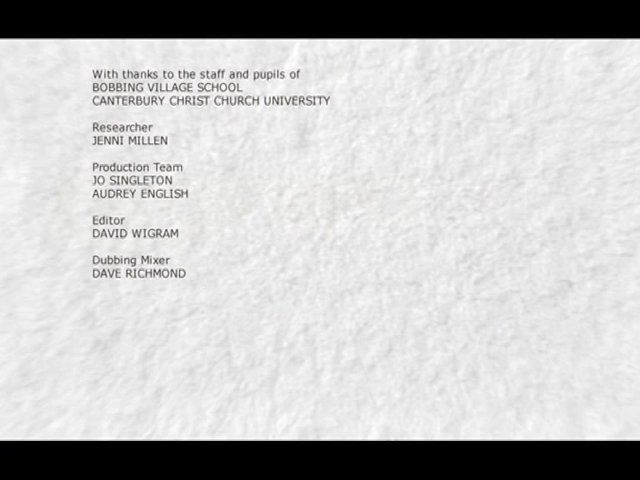 With thanks to the staff and pupils of
BOBBING VILLAGE SCHOOL
CANTERBURY CHRIST CHURCH UNIVERSITY
Researcher
JENNI MILLEN
Production Team
JO SINGLETON
AUDREY ENGLISH
Editor
DAVID WIGRAM
Dubbing Mixer
DAVE RICHMOND